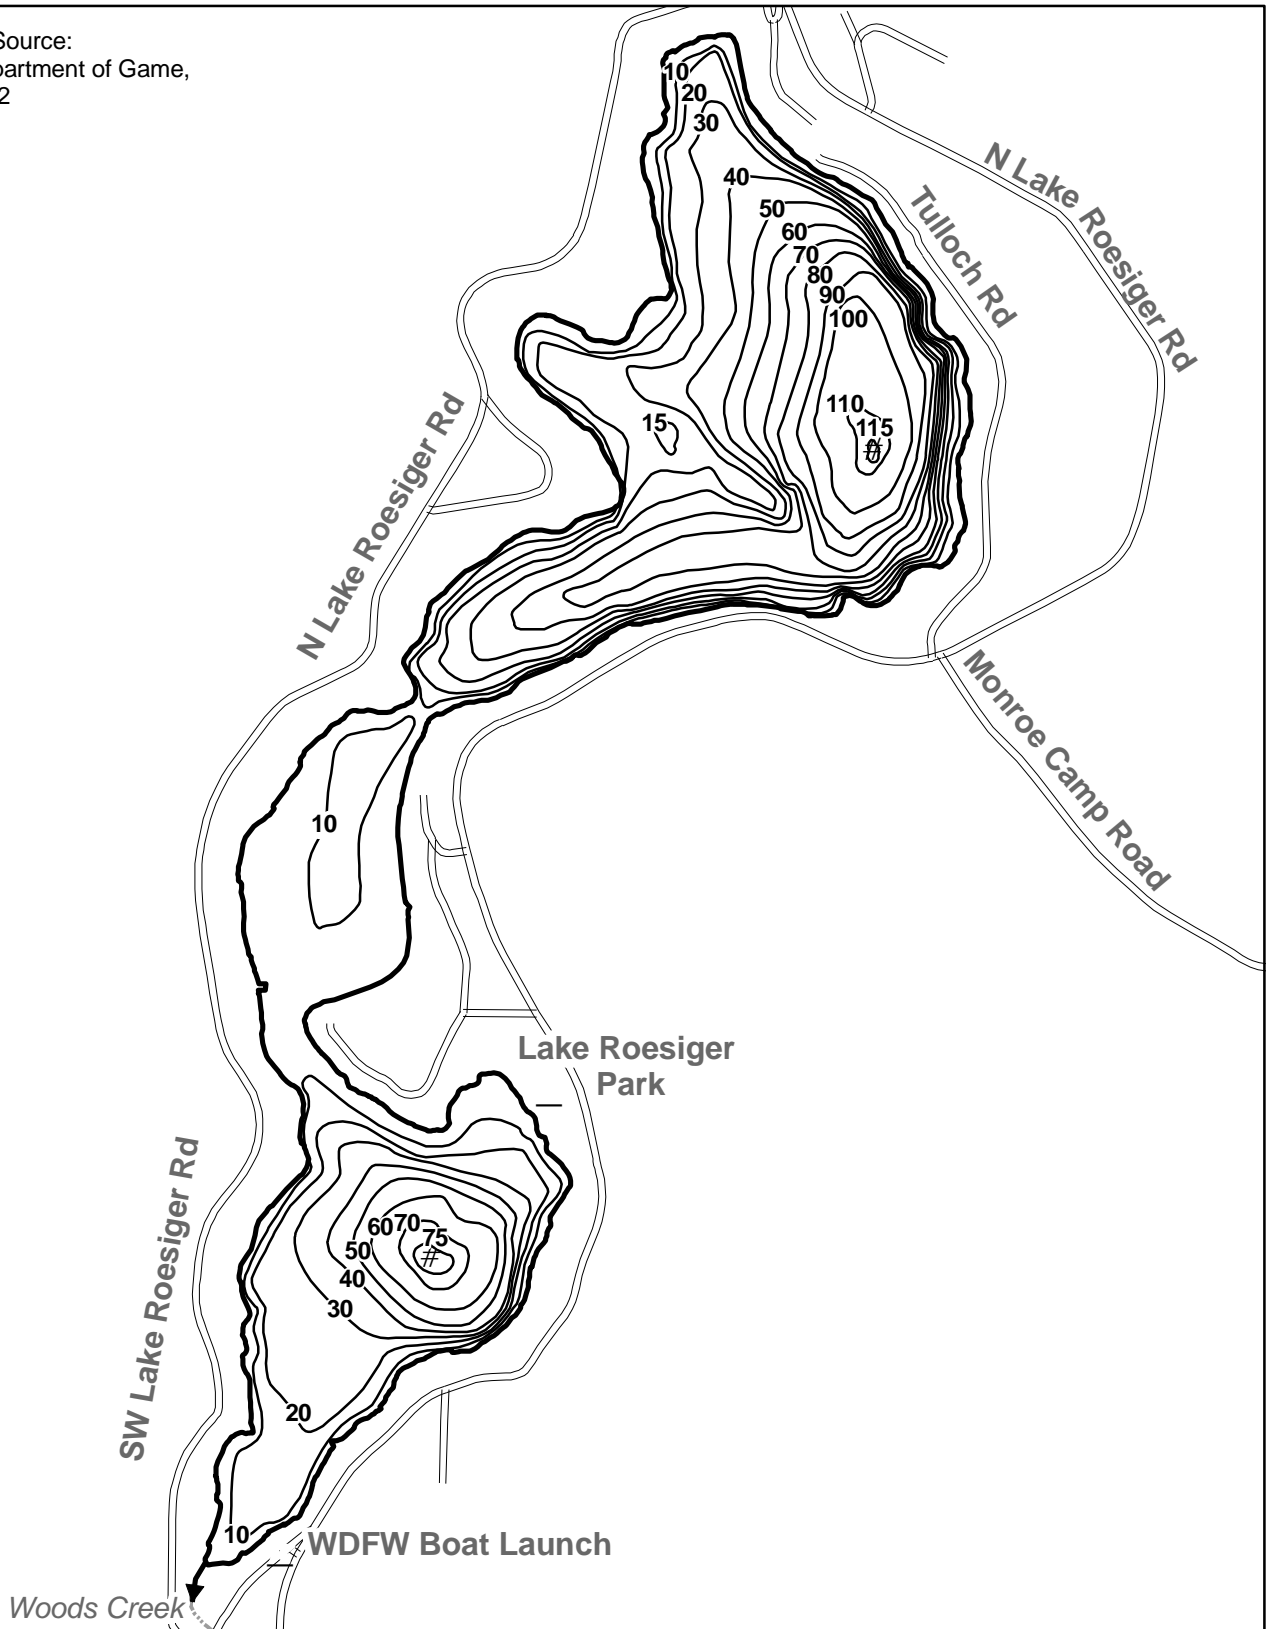 Source:
partment of Game,
2
10
20
30
40
50
60
70
80
90
100
110
115
#
15
N Lake Roesiger Rd
Tulloch Rd
N Lake Roesiger Rd
Monroe Camp Road
10
Lake Roesiger
Park
SW Lake Roesiger Rd
60
70
75
#
50
40
30
20
10
WDFW Boat Launch
Woods Creek